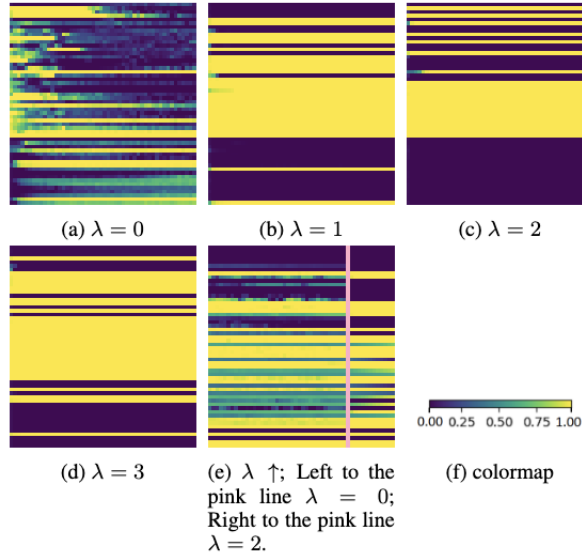 (a) λ = 0
(b) λ = 1
(c) λ = 2
0.00 0.25 0.50 0.75 1.00
(d) λ = 3
(e) λ ↑; Left to the
pink line λ = 0;
Right to the pink line
λ = 2.
(f) colormap